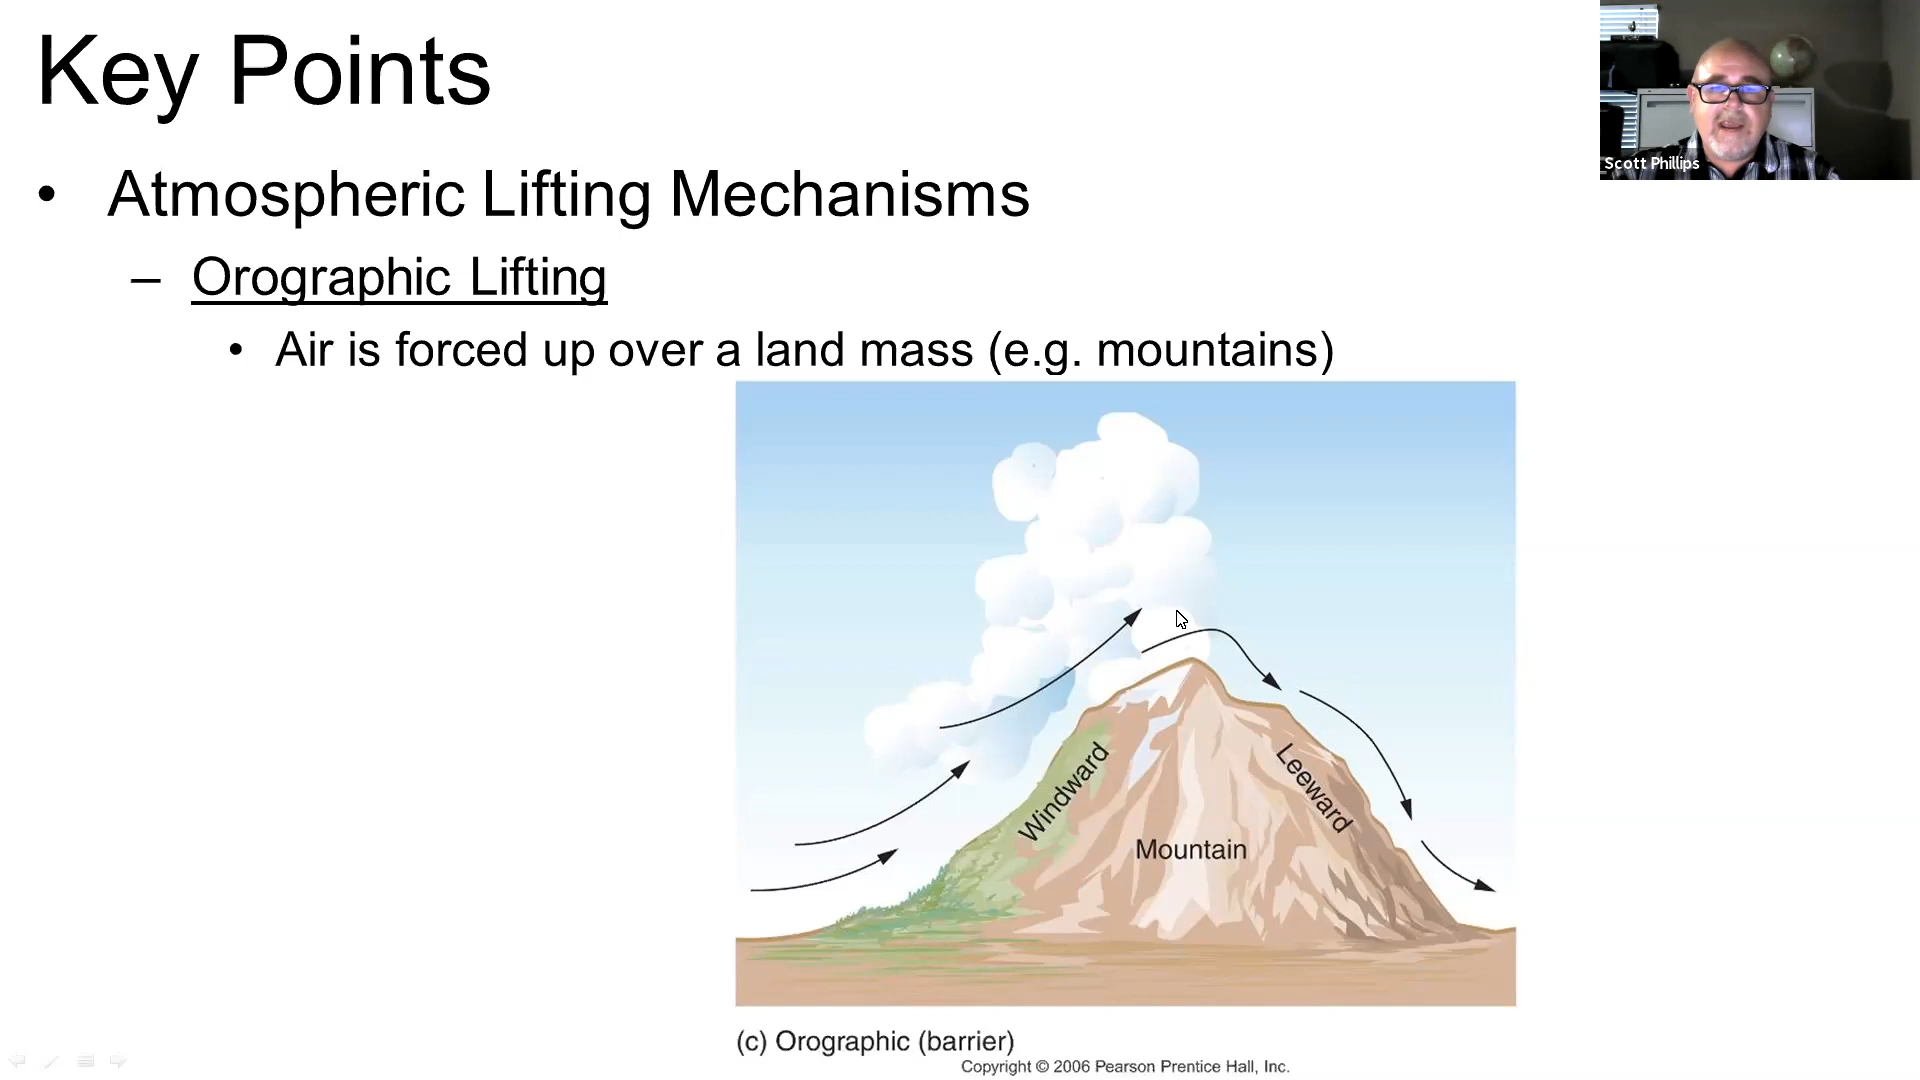 Key Points
Scott Phillips
• Atmospheric Lifting Mechanisms
– Orographic Lifting
• Air is forced up over a land mass (e.g. mountains)
Windward
Leeward
Mountain
(c) Orographic (barrier)
Copyright © 2006 Pearson Prentice Hall, Inc.